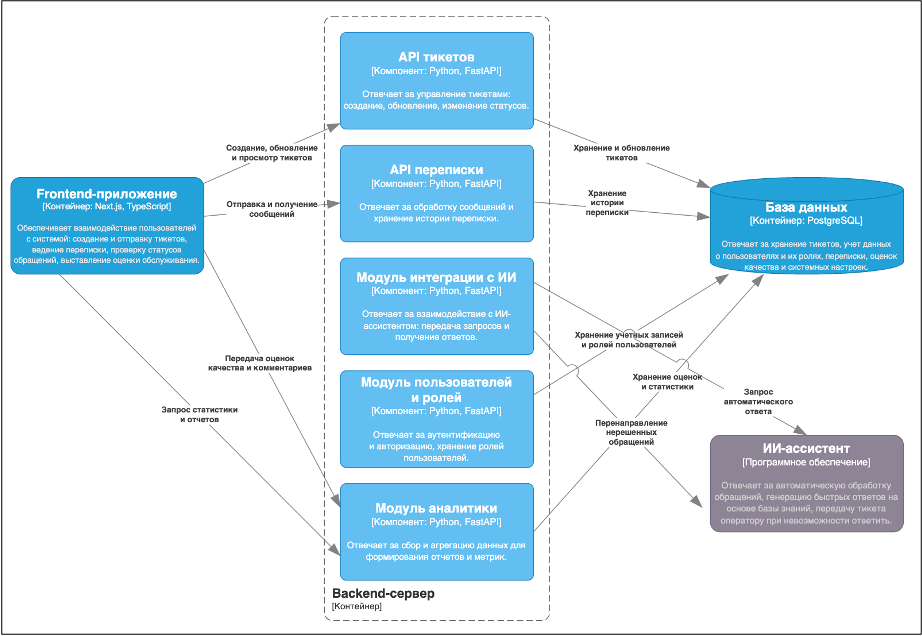 API тикетов
[Компонент: Python, FastAPI]
Отвечает за управление тикетами:
создание, обновление, изменение статусов.
Создание, обновление
и просмотр тикетов
Хранение и обновление
тикетов
API переписки
[Компонент: Python, FastAPI]
Отвечает за обработку сообщений и
хранение истории переписки.
Frontend-приложение
[Контейнер: Next.js, TypeScript]
Обеспечивает взаимодействие пользователей
с системой: создание и отправку тикетов,
ведение переписки, проверку статусов
обращений, выставление оценки обслуживания.
Отправка и получение
сообщений
Хранение
истории
переписки
База данных
[Контейнер: PostgreSQL]
Отвечает за хранение тикетов, учет данных
о пользователях и их ролях, переписки, оценок
качества и системных настроек.
Модуль интеграции с ИИ
[Компонент: Python, FastAPI]
Отвечает за взаимодействие с ИИ-
ассистентом: передача запросов и
получение ответов.
Хранение учетных записей
и ролей пользователей
Передача оценок
качества и комментариев
Хранение оценок
и статистики
Модуль пользователей
и ролей
[Компонент: Python, FastAPI]
Отвечает за аутентификацию
и авторизацию, хранение ролей
пользователей.
Запрос
автоматического
ответа
Запрос статистики
и отчетов
Перенаправление
нерешенных
обращений
ИИ-ассистент
[Программное обеспечение]
Отвечает за автоматическую обработку
обращений, генерацию быстрых ответов на
основе базы знаний, передачу тикета
оператору при невозможности ответить.
Модуль аналитики
[Компонент: Python, FastAPI]
Отвечает за сбор и агрегацию данных для
формирования отчетов и метрик.
Backend-сервер
[Контейнер]